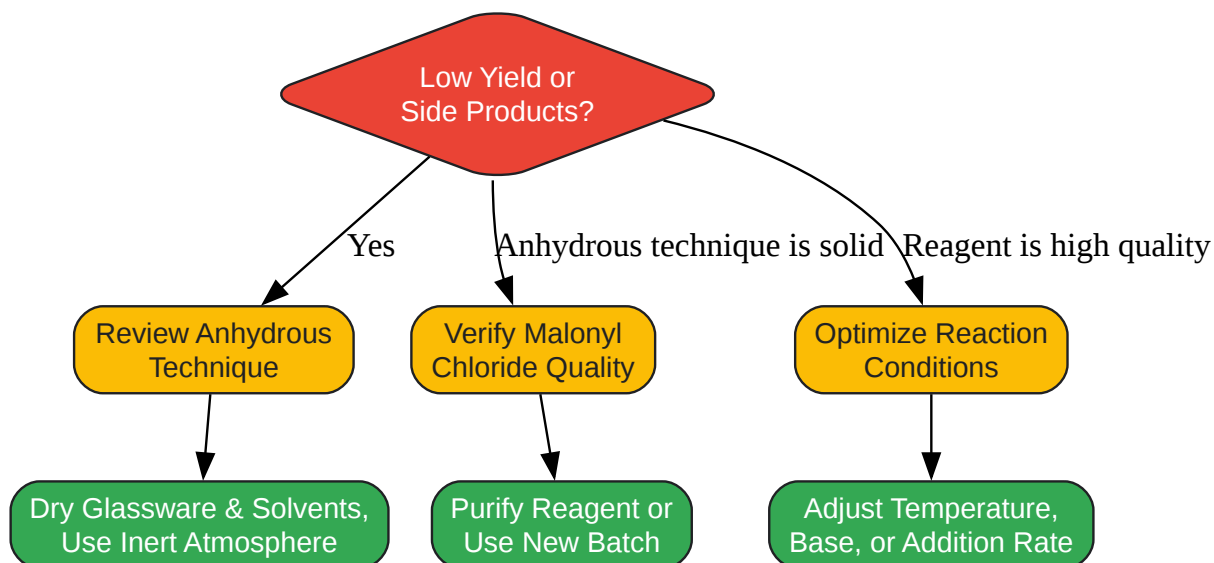 Low Yield or
Side Products?
Yes
Anhydrous technique is solid
Reagent is high quality
Review Anhydrous
Technique
Verify Malonyl
Chloride Quality
Optimize Reaction
Conditions
Dry Glassware & Solvents,
Use Inert Atmosphere
Purify Reagent or
Use New Batch
Adjust Temperature,
Base, or Addition Rate